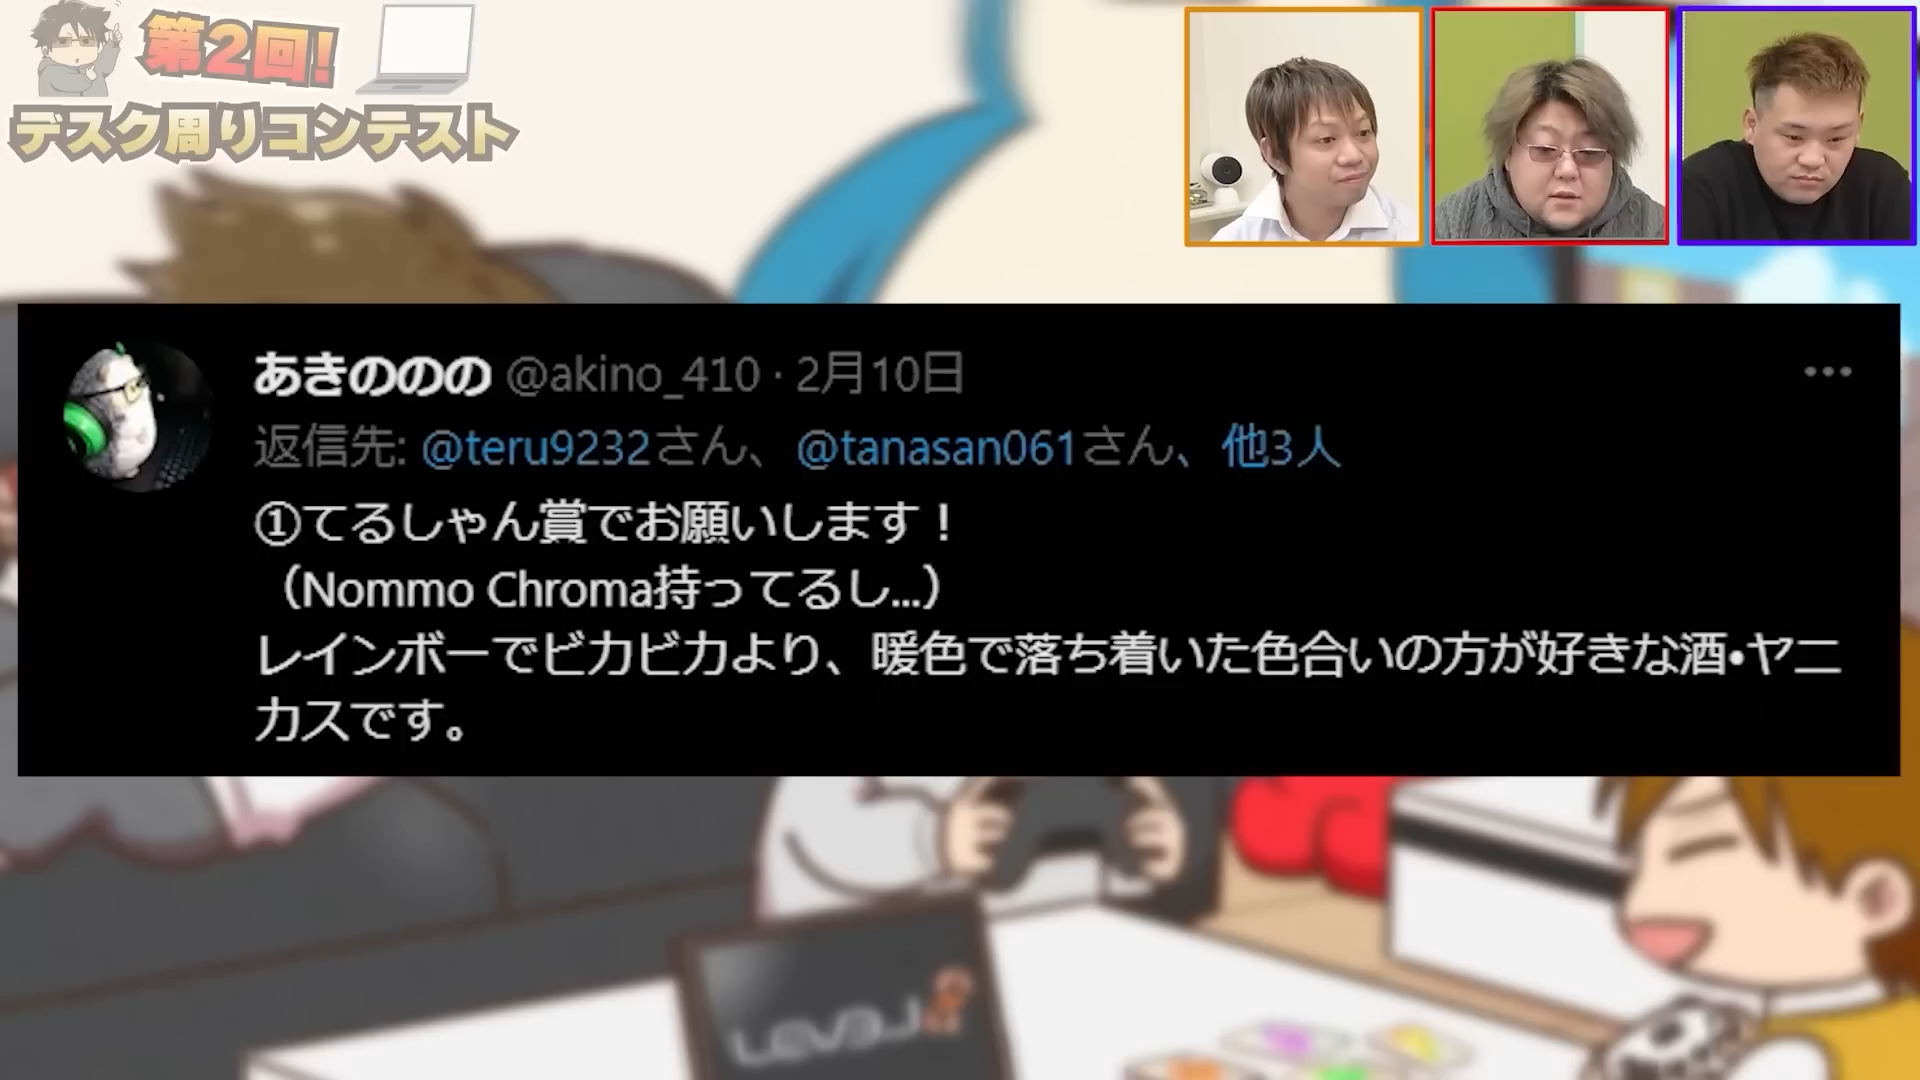 第2回!
デスク周りコンテスト
あきののの @akino_410 · 2月10日
返信先: @teru9232さん、 @tanasan061さん、 他3人
①てるしゃん賞でお願いします！
（Nommo Chroma持ってるし...）
レインボーでビカビカより、暖色で落ち着いた色合いの方が好きな酒・ヤニ
カスです。
LEVEL